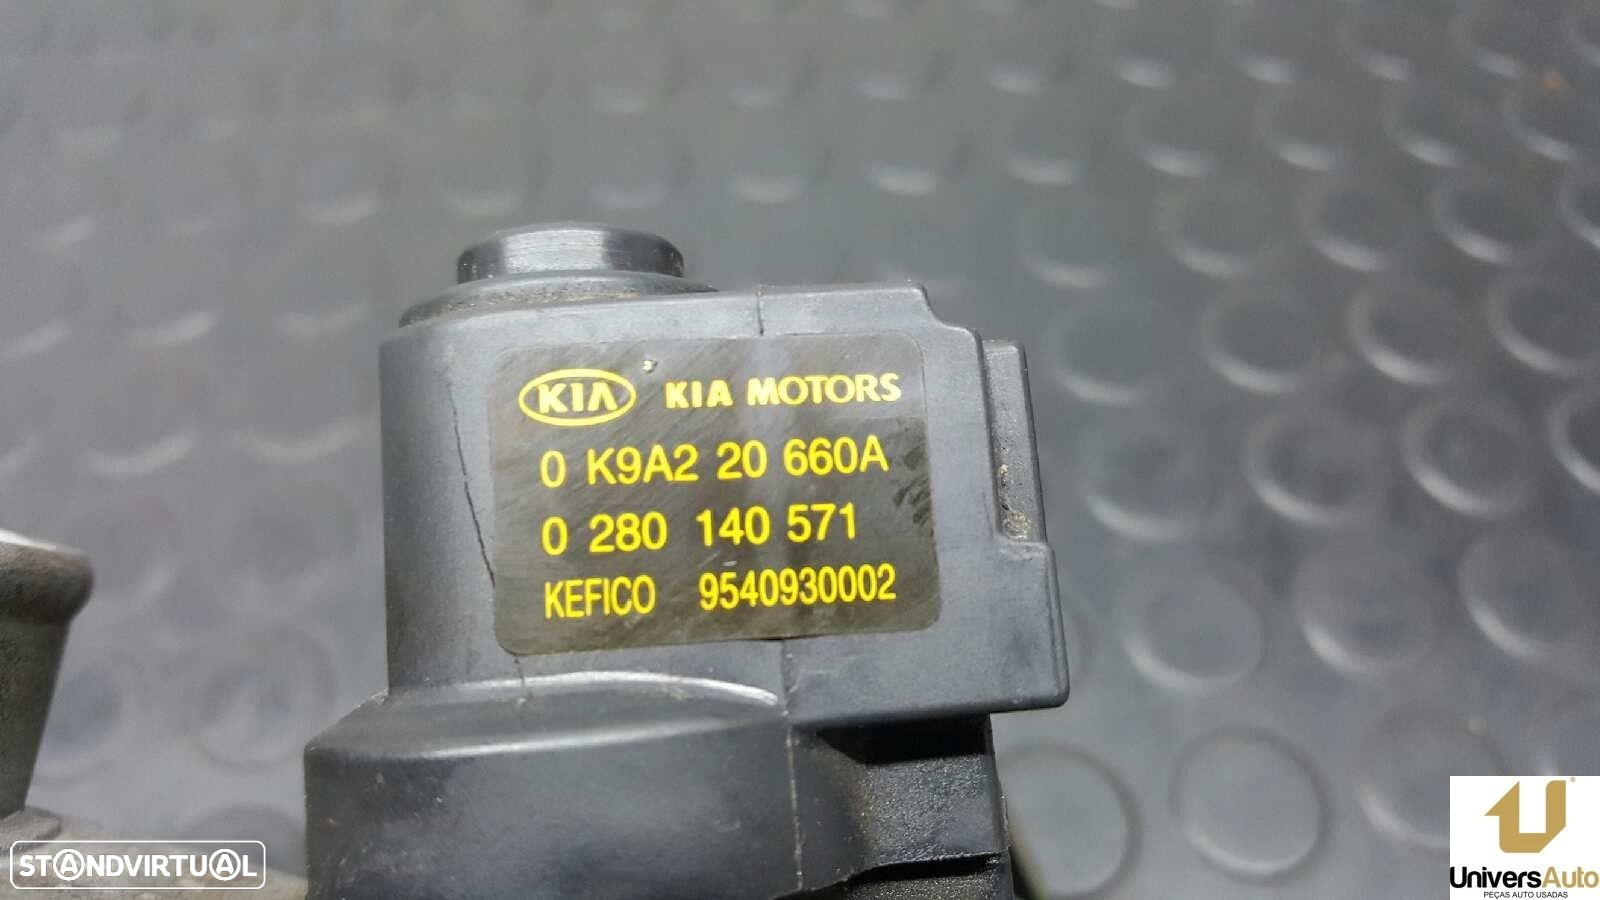 KIA KIA MOTORS
0 K9A2 20 660A
0 280 140 571
KEFICO 9540930002
STANDVIRTUAL
UniversAuto
PEÇAS AUTO USADAS